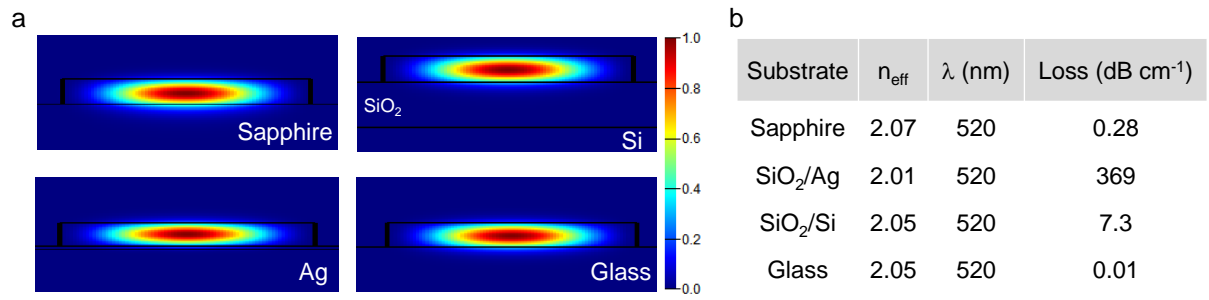 a
b
SiO₂
Sapphire
Si
Ag
Glass
1.0
0.8
0.6
0.4
0.2
0.0
Substrate n_eff λ (nm) Loss (dB cm⁻¹)
Sapphire 2.07 520 0.28
SiO₂/Ag 2.01 520 369
SiO₂/Si 2.05 520 7.3
Glass 2.05 520 0.01